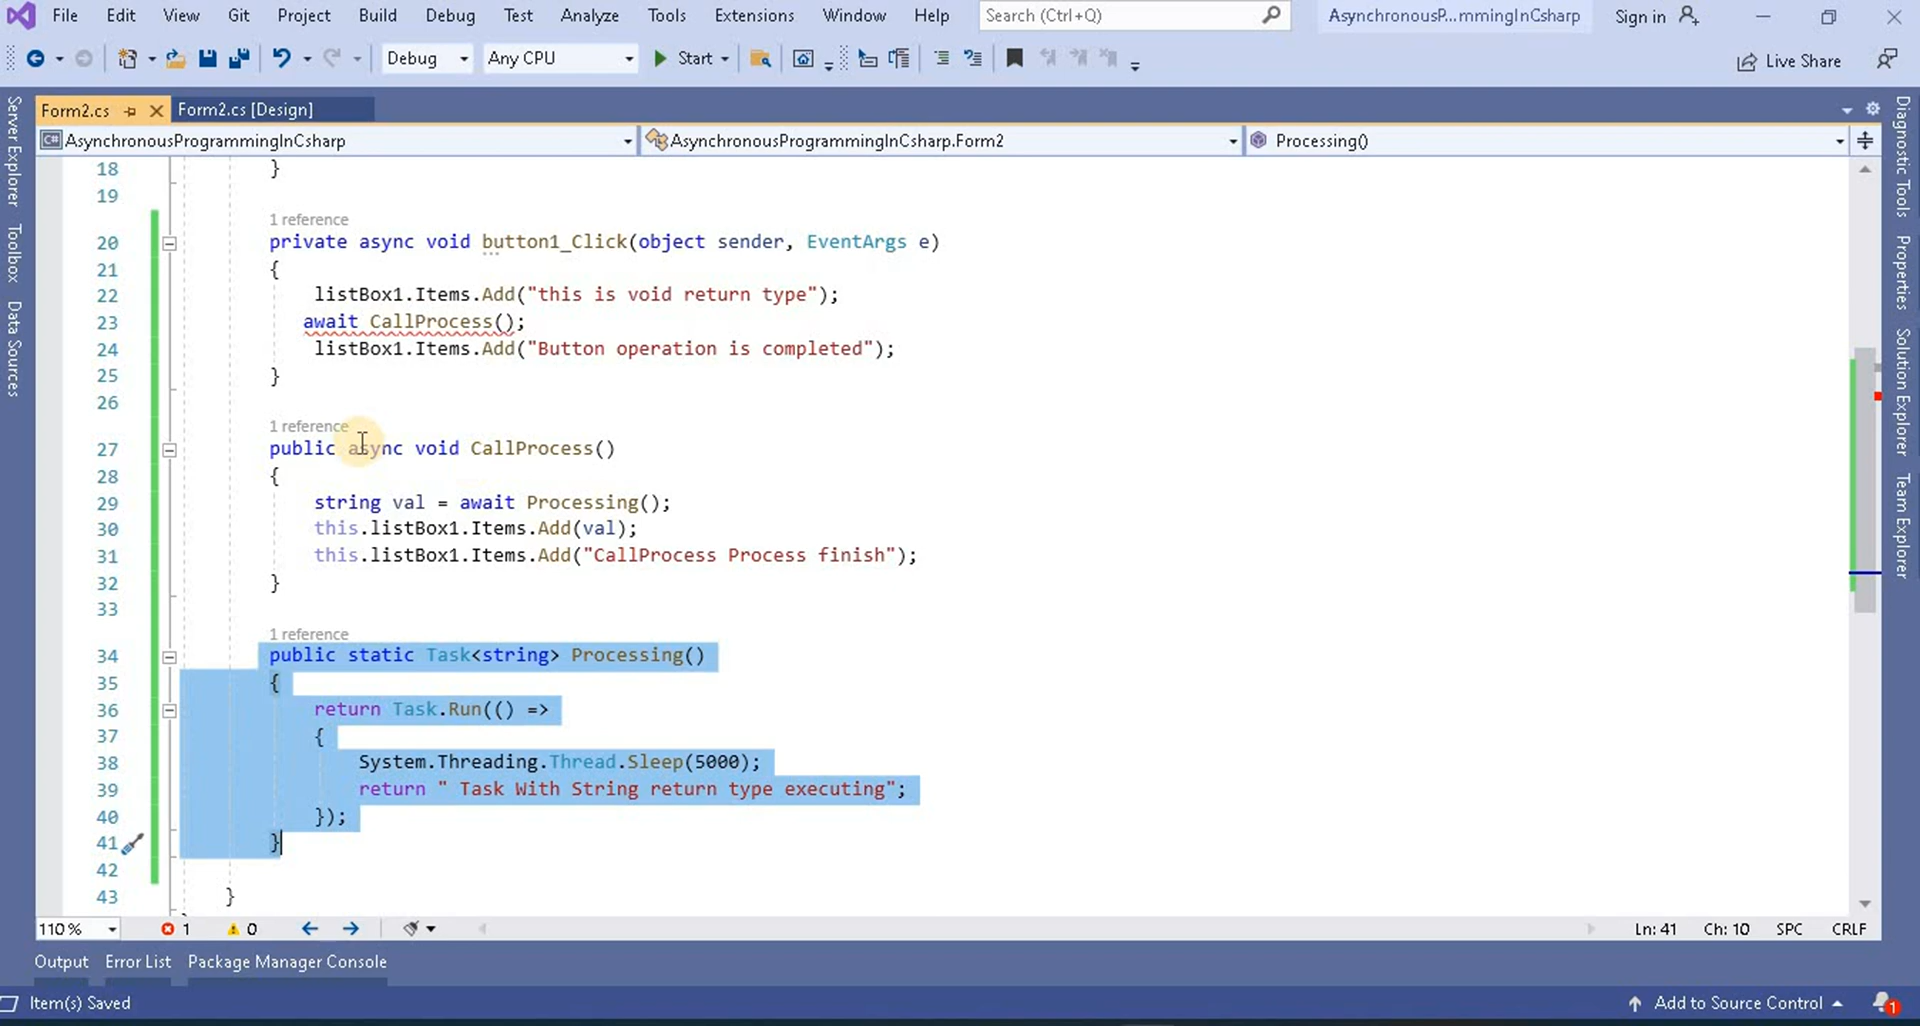 File Edit View Git Project Build Debug Test Analyze Tools Extensions Window Help Search (Ctrl+Q) AsynchronousP...mmingInCsharp Sign in
Debug Any CPU Start Live Share
Form2.cs Form2.cs [Design]
C# AsynchronousProgrammingInCsharp AsynchronousProgrammingInCsharp.Form2 Processing()
Server Explorer
Toolbox
Data Sources
18 }
19
1 reference
20 private async void button1_Click(object sender, EventArgs e)
21 {
22 listBox1.Items.Add("this is void return type");
23 await CallProcess();
24 listBox1.Items.Add("Button operation is completed");
25 }
26
1 reference
27 public async void CallProcess()
28 {
29 string val = await Processing();
30 this.listBox1.Items.Add(val);
31 this.listBox1.Items.Add("CallProcess Process finish");
32 }
33
1 reference
34 public static Task<string> Processing()
35 {
36 return Task.Run(() =>
37 {
38 System.Threading.Thread.Sleep(5000);
39 return " Task With String return type executing";
40 });
41 }
42
43 }
Diagnostic Tools
Properties
Solution Explorer
Team Explorer
110 % 1 0 Ln: 41 Ch: 10 SPC CRLF
Output Error List Package Manager Console
Item(s) Saved Add to Source Control 1